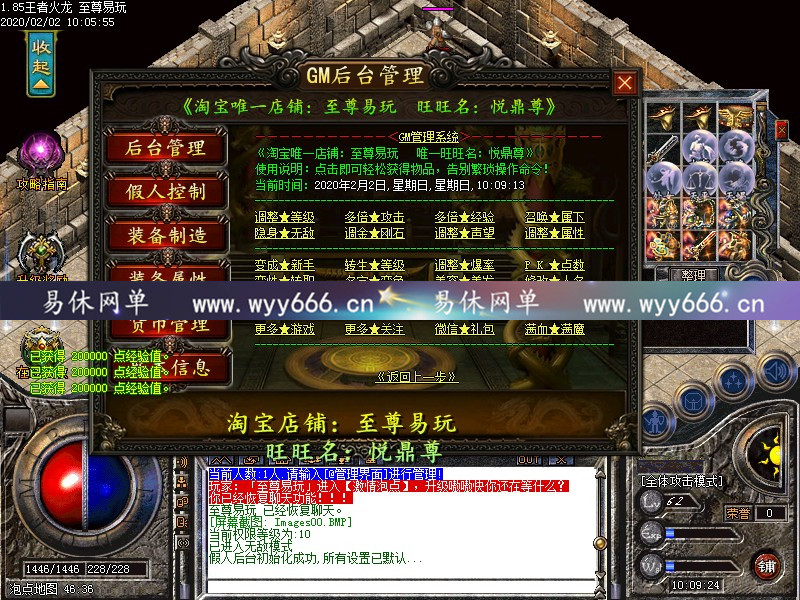 1.85王者火龙 至尊易玩
2020/02/02 10:05:55
收起
GM后台管理
《淘宝唯一店铺：至尊易玩 旺旺名：悦鼎尊》
攻略指南
后台管理
假人控制
装备制造
装备属性
货币管理
信息
<GM管理系统>
《淘宝唯一店铺：至尊易玩 唯一旺旺名：悦鼎尊》
使用说明：点击即可轻松获得物品，告别繁琐操作命令！
当前时间：2020年2月2日,星期日,星期日,10:09:13
调整★等级 多倍★攻击 多倍★经验 召唤★属下
隐身★无敌 调金★刚石 调整★声望 调整★属性
变成★新手 转生★等级 调整★爆率 P K ★点数
更多★游戏 更多★关注 微信★礼包 满血★满魔
《返回上一步》
整理
易休网单 www.wyy666.cn 易休网单 www.wyy666.cn
已获得 200000 点经验值。
已获得 200000 点经验值。
已获得 200000 点经验值。
淘宝店铺：至尊易玩
旺旺名：悦鼎尊
当前人数:1人 请输入[@管理界面]进行管理!
玩家：【至尊易玩】进入【激情泡点】，升级嗷嗷快你还在等什么？
你已经恢复聊天功能！！！
至尊易玩 已经恢复聊天。
[屏幕截图: Images00.BMP]
当前权限等级为:10
已进入无敌模式
假人后台初始化成功,所有设置已默认...
1446/1446 228/228
泡点地图 46:36
[全体攻击模式]
Lv 62
荣誉 0
Exp
W
铺
10:09:24